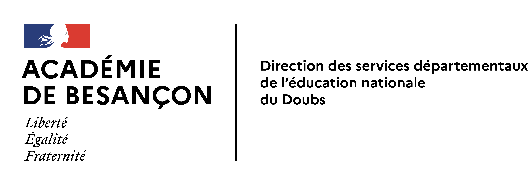 ACADÉMIE
DE BESANÇON
Liberté
Égalité
Fraternité
Direction des services départementaux
de l'éducation nationale
du Doubs